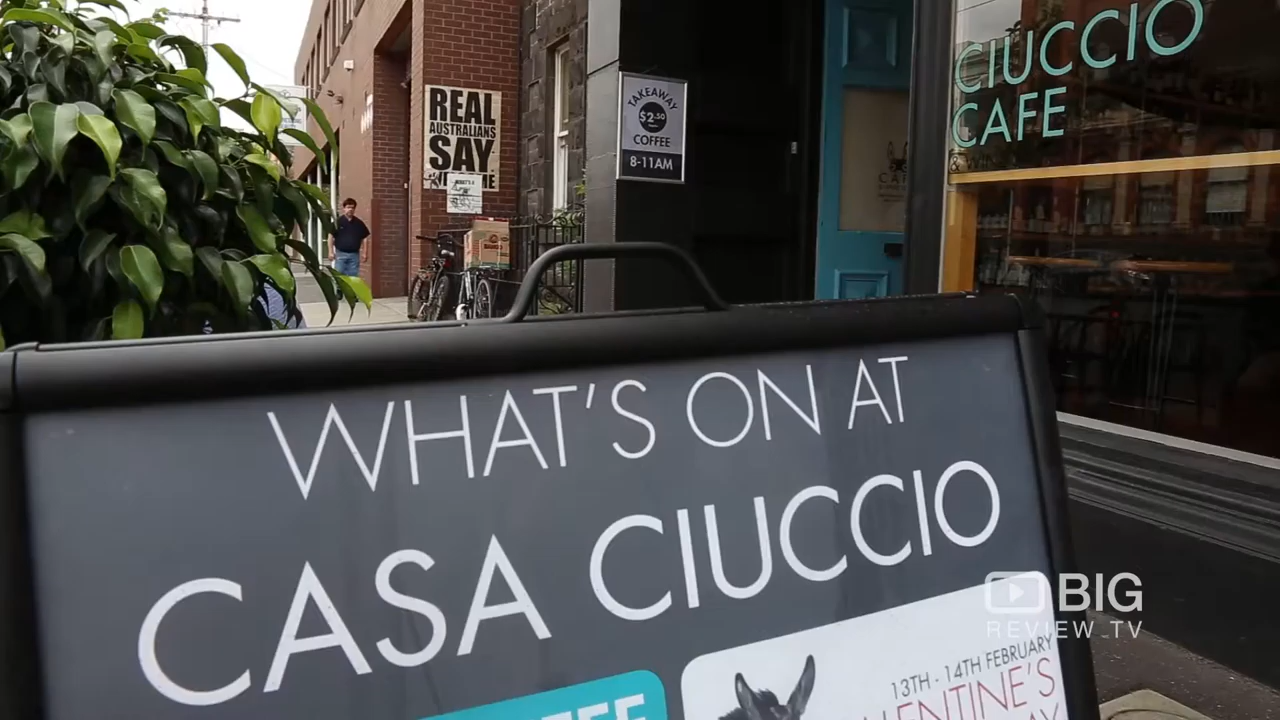 CIUCCIO
CAFE
REAL
AUSTRALIANS
SAY
TAKEAWAY
$2.50
COFFEE
8-11AM
WHAT'S ON AT
CASA CIUCCIO
13TH - 14TH FEBRUARY
BIG
REVIEW TV